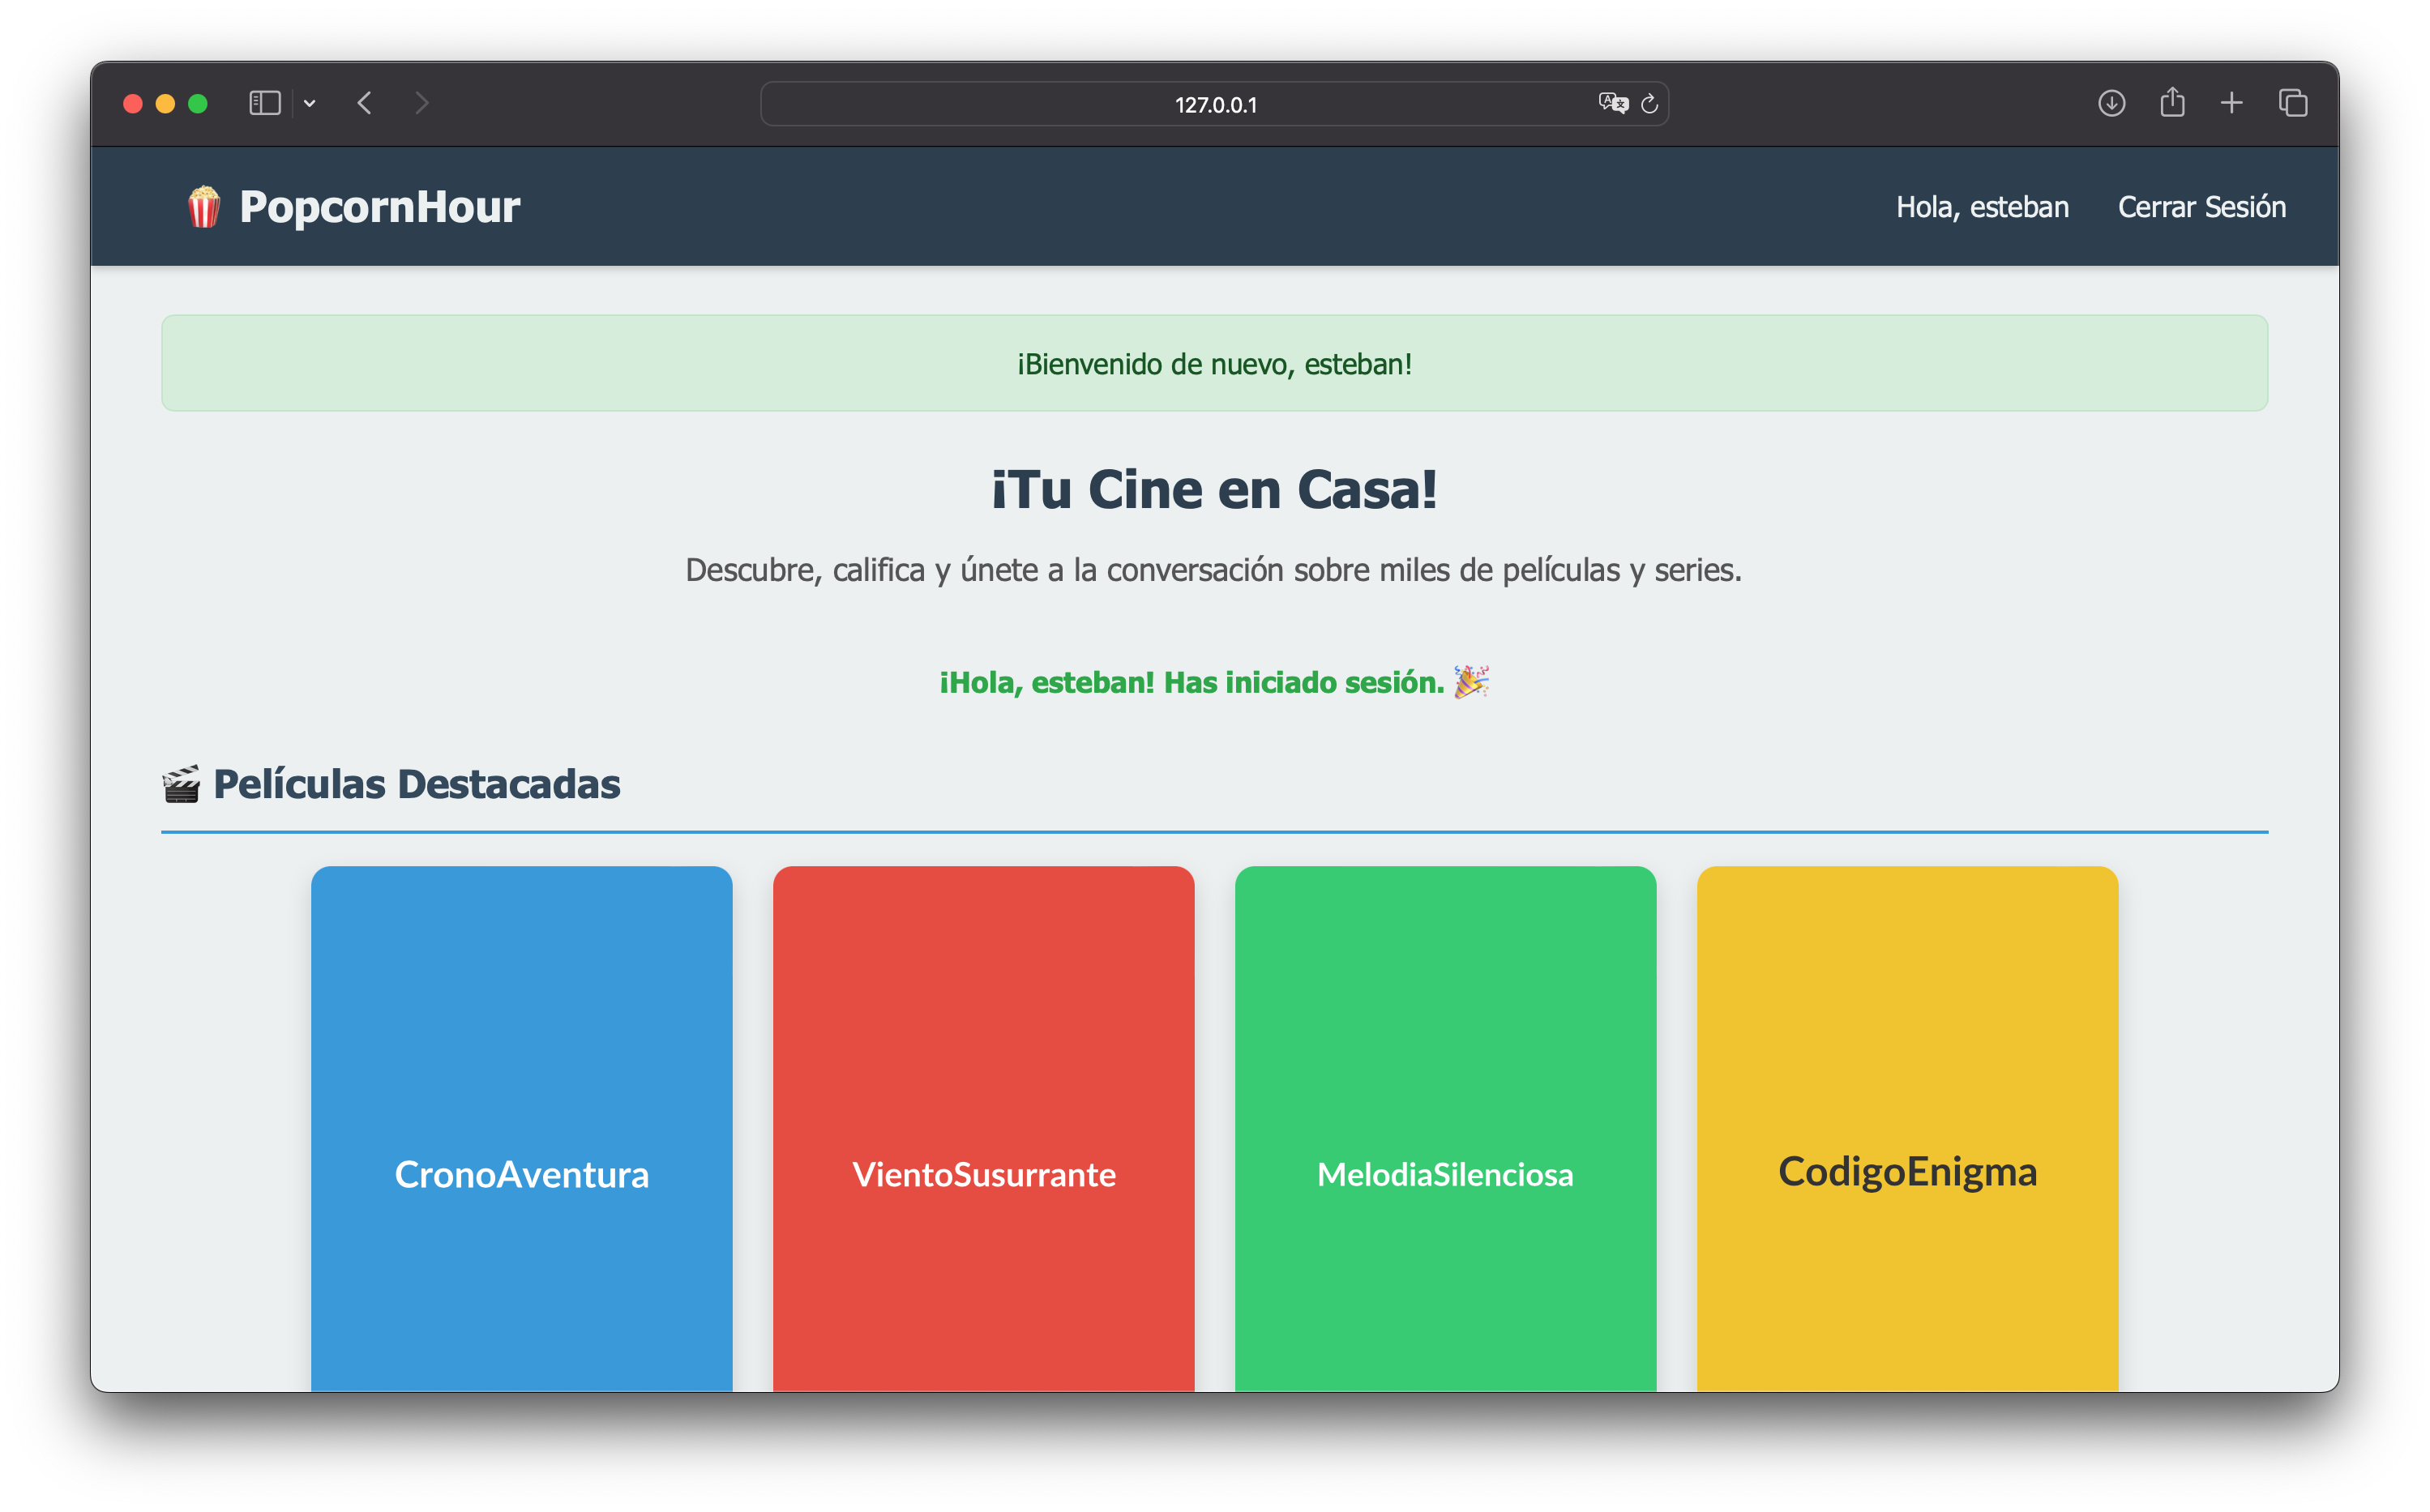 127.0.0.1
🍿 PopcornHour
Hola, esteban
Cerrar Sesión
¡Bienvenido de nuevo, esteban!
¡Tu Cine en Casa!
Descubre, califica y únete a la conversación sobre miles de películas y series.
¡Hola, esteban! Has iniciado sesión. 🎉
🎬 Películas Destacadas
CronoAventura
VientoSusurrante
MelodiaSilenciosa
CodigoEnigma